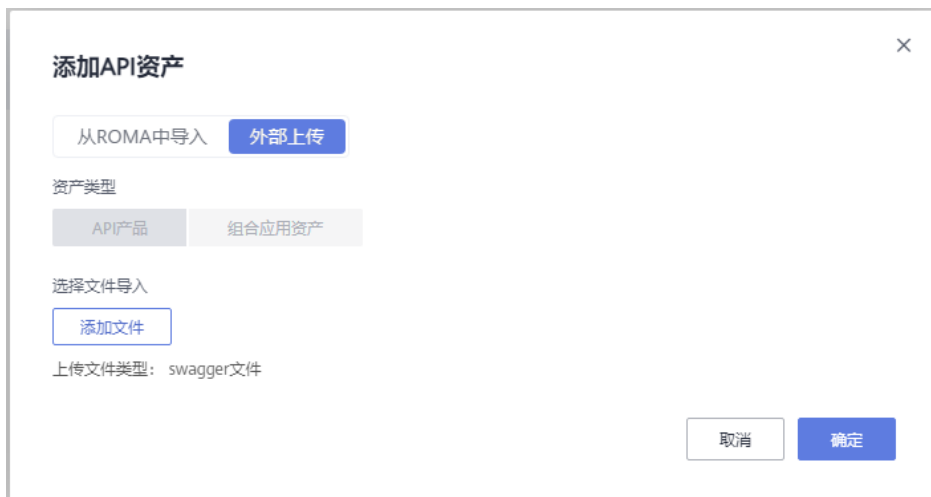 添加API资产
从ROMA中导入 外部上传
资产类型
API产品 组合应用资产
选择文件导入
添加文件
上传文件类型： swagger文件
取消 确定